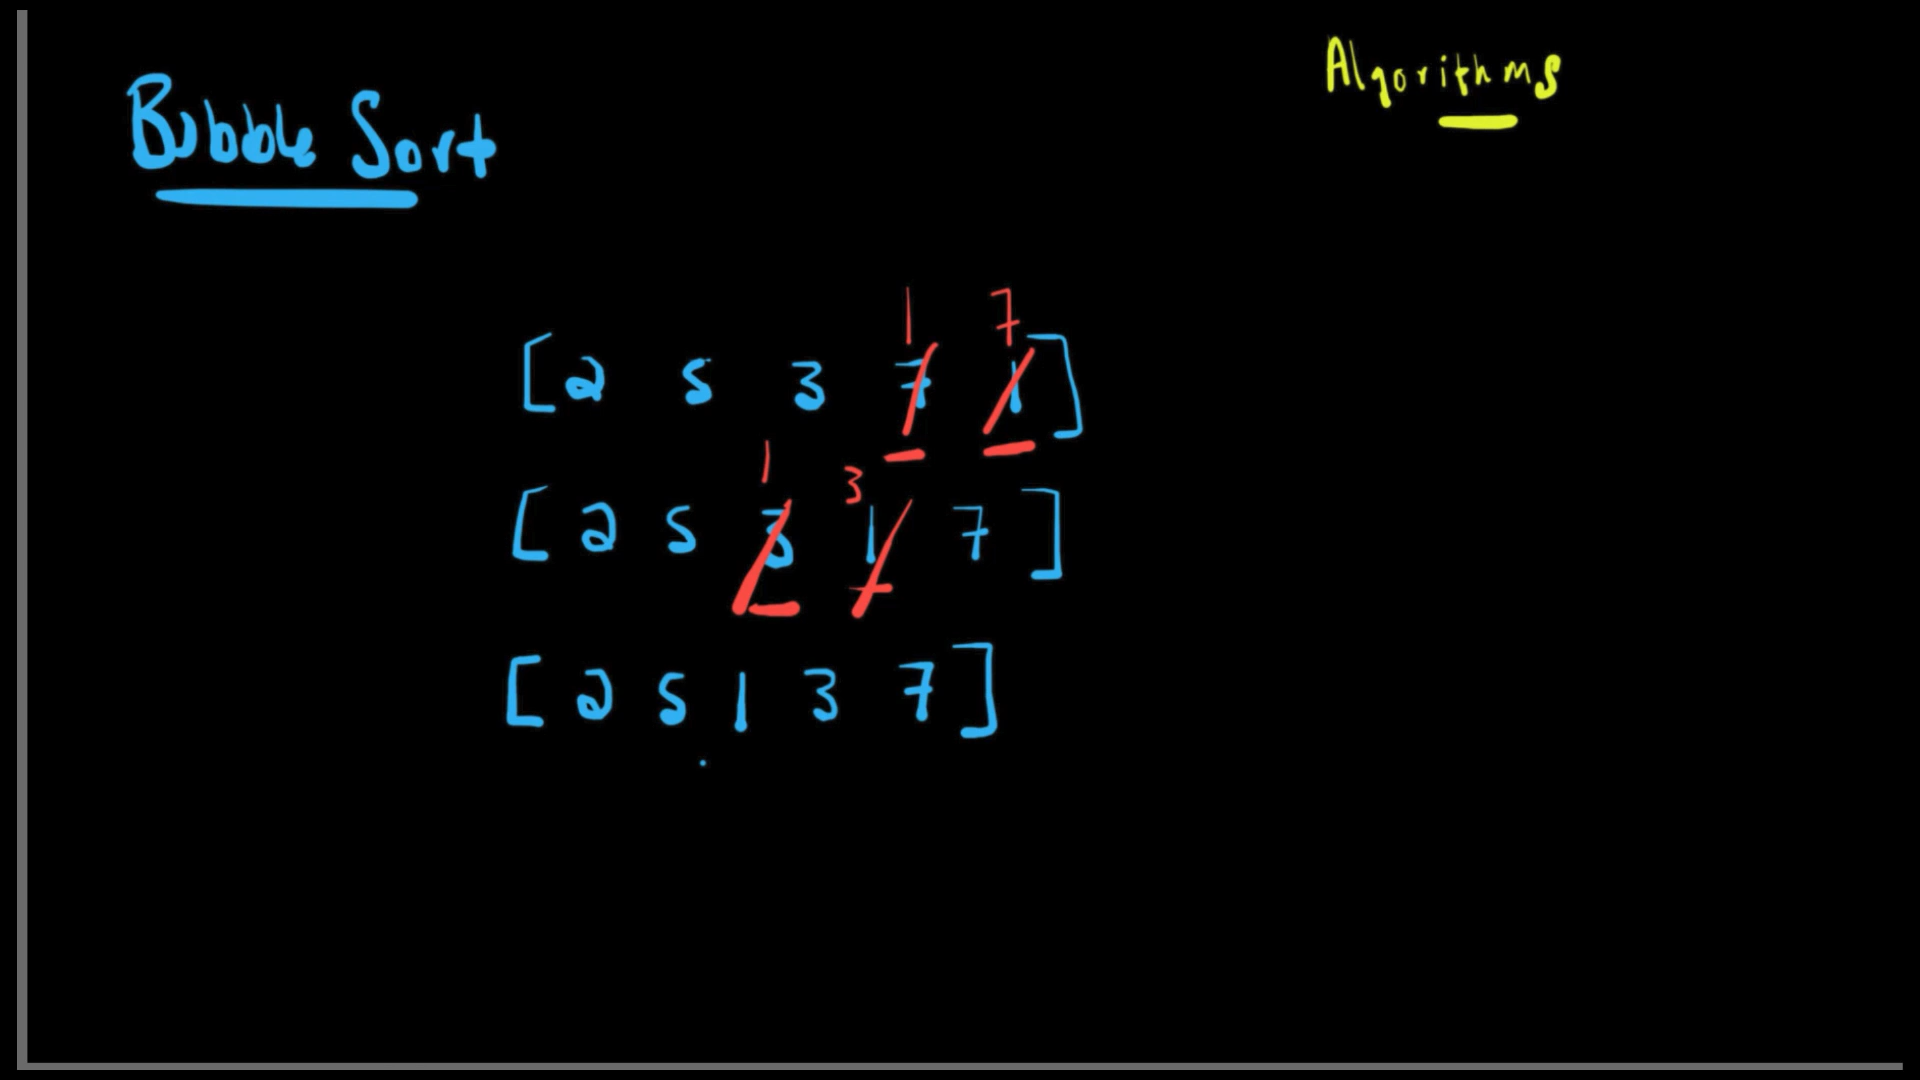 Algorithms
Bubble Sort
1 7
[2 5 3 7 1]
1 3
[2 5 3 1 7]
[2 5 1 3 7]